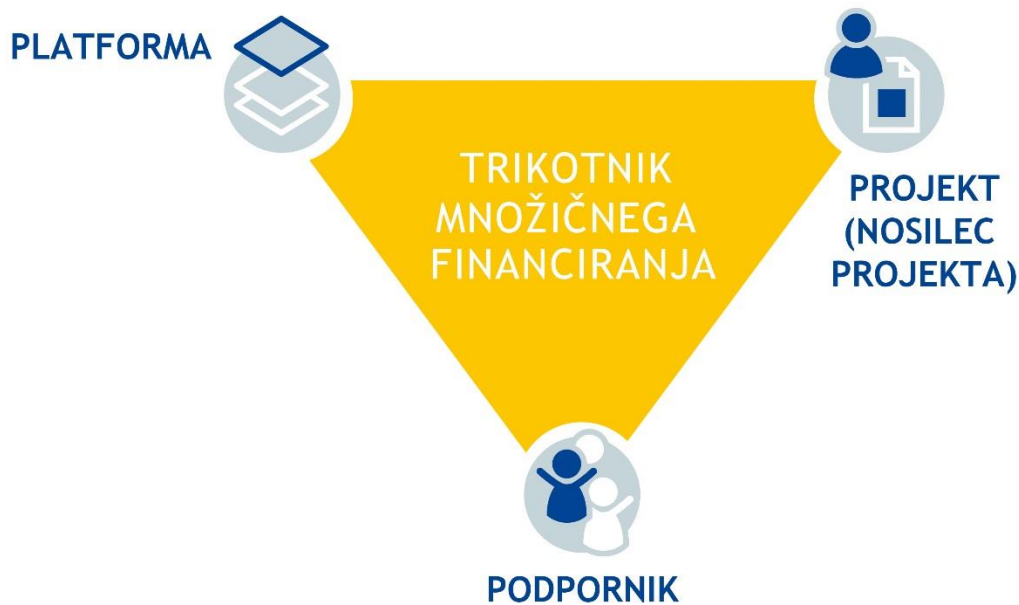 PLATFORMA
TRIKOTNIK
MNOŽIČNEGA
FINANCIRANJA
PROJEKT
(NOSILEC
PROJEKTA)
PODPORNIK